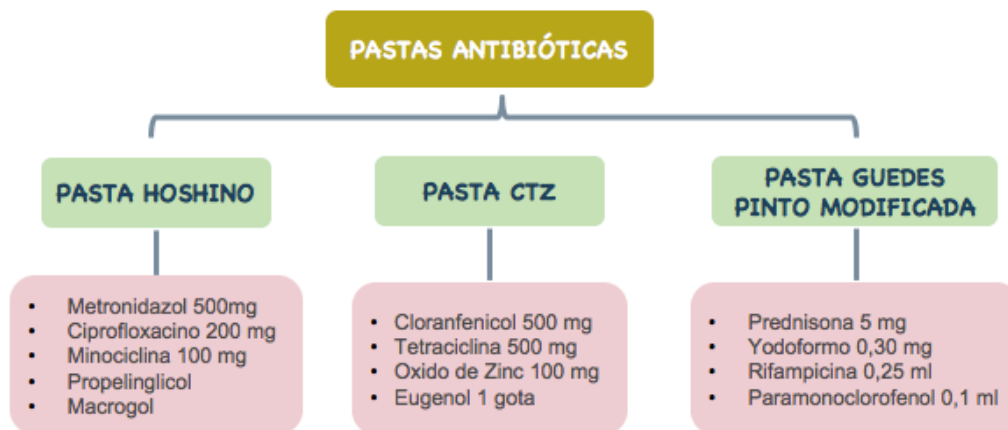 PASTAS ANTIBIÓTICAS
PASTA HOSHINO
• Metronidazol 500mg
• Ciprofloxacino 200 mg
• Minociclina 100 mg
• Propelinglicol
• Macrogol
PASTA CTZ
• Cloranfenicol 500 mg
• Tetraciclina 500 mg
• Oxido de Zinc 100 mg
• Eugenol 1 gota
PASTA GUEDES
PINTO MODIFICADA
• Prednisona 5 mg
• Yodoformo 0,30 mg
• Rifampicina 0,25 ml
• Paramonoclorofenol 0,1 ml